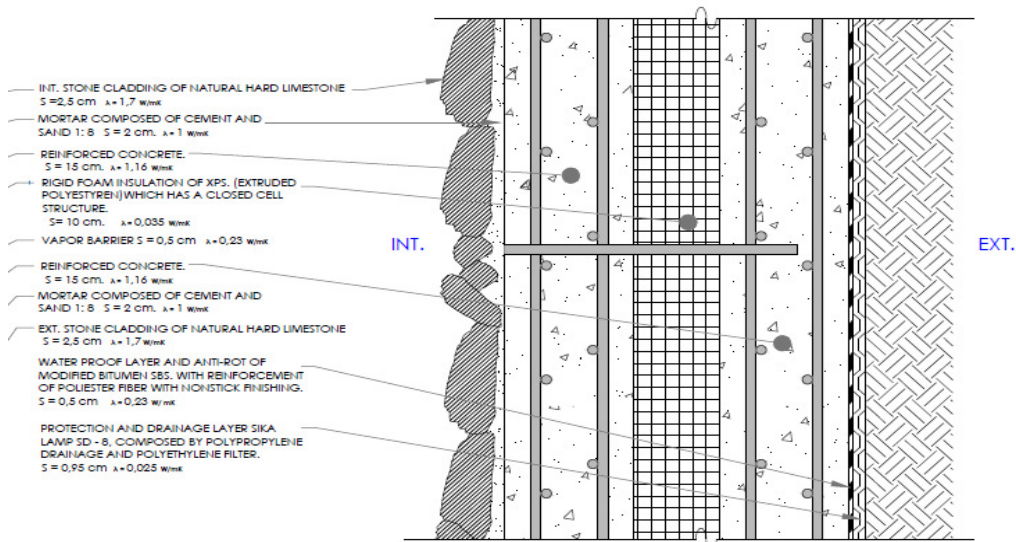 INT. STONE CLADDING OF NATURAL HARD LIMESTONE
S =2,5 cm λ= 1,7 W/mK
MORTAR COMPOSED OF CEMENT AND
SAND 1: 8 S = 2 cm. λ= 1 W/mK
REINFORCED CONCRETE.
S = 15 cm. λ= 1,16 W/mK
RIGID FOAM INSULATION OF XPS. (EXTRUDED
POLYESTYREN)WHICH HAS A CLOSED CELL
STRUCTURE.
S= 10 cm. λ= 0,035 W/mK
VAPOR BARRIER S = 0,5 cm λ= 0,23 W/mK
REINFORCED CONCRETE.
S = 15 cm. λ= 1,16 W/mK
MORTAR COMPOSED OF CEMENT AND
SAND 1: 8 S = 2 cm. λ= 1 W/mK
EXT. STONE CLADDING OF NATURAL HARD LIMESTONE
S = 2,5 cm λ= 1,7 W/mK
WATER PROOF LAYER AND ANTI-ROT OF
MODIFIED BITUMEN SBS. WITH REINFORCEMENT
OF POLIESTER FIBER WITH NONSTICK FINISHING.
S = 0,5 cm λ= 0,23 W/mK
PROTECTION AND DRAINAGE LAYER SIKA
LAMP SD - 8, COMPOSED BY POLYPROPYLENE
DRAINAGE AND POLYETHYLENE FILTER.
S = 0,95 cm λ= 0,025 W/mK
INT.
EXT.